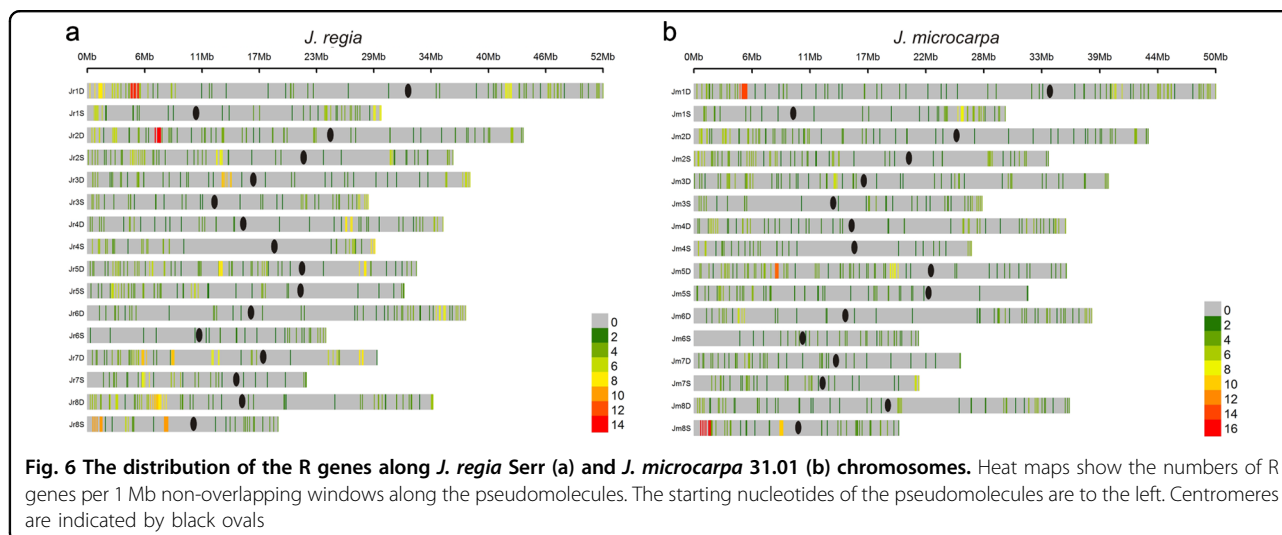 a
J. regia
0Mb 6Mb 11Mb 17Mb 23Mb 29Mb 34Mb 40Mb 46Mb 52Mb
Jr1D
Jr1S
Jr2D
Jr2S
Jr3D
Jr3S
Jr4D
Jr4S
Jr5D
Jr5S
Jr6D
Jr6S
Jr7D
Jr7S
Jr8D
Jr8S
0
2
4
6
8
10
12
14
b
J. microcarpa
0Mb 6Mb 11Mb 17Mb 22Mb 28Mb 33Mb 39Mb 44Mb 50Mb
Jm1D
Jm1S
Jm2D
Jm2S
Jm3D
Jm3S
Jm4D
Jm4S
Jm5D
Jm5S
Jm6D
Jm6S
Jm7D
Jm7S
Jm8D
Jm8S
0
2
4
6
8
10
12
14
16
Fig. 6 The distribution of the R genes along J. regia Serr (a) and J. microcarpa 31.01 (b) chromosomes. Heat maps show the numbers of R
genes per 1 Mb non-overlapping windows along the pseudomolecules. The starting nucleotides of the pseudomolecules are to the left. Centromeres
are indicated by black ovals